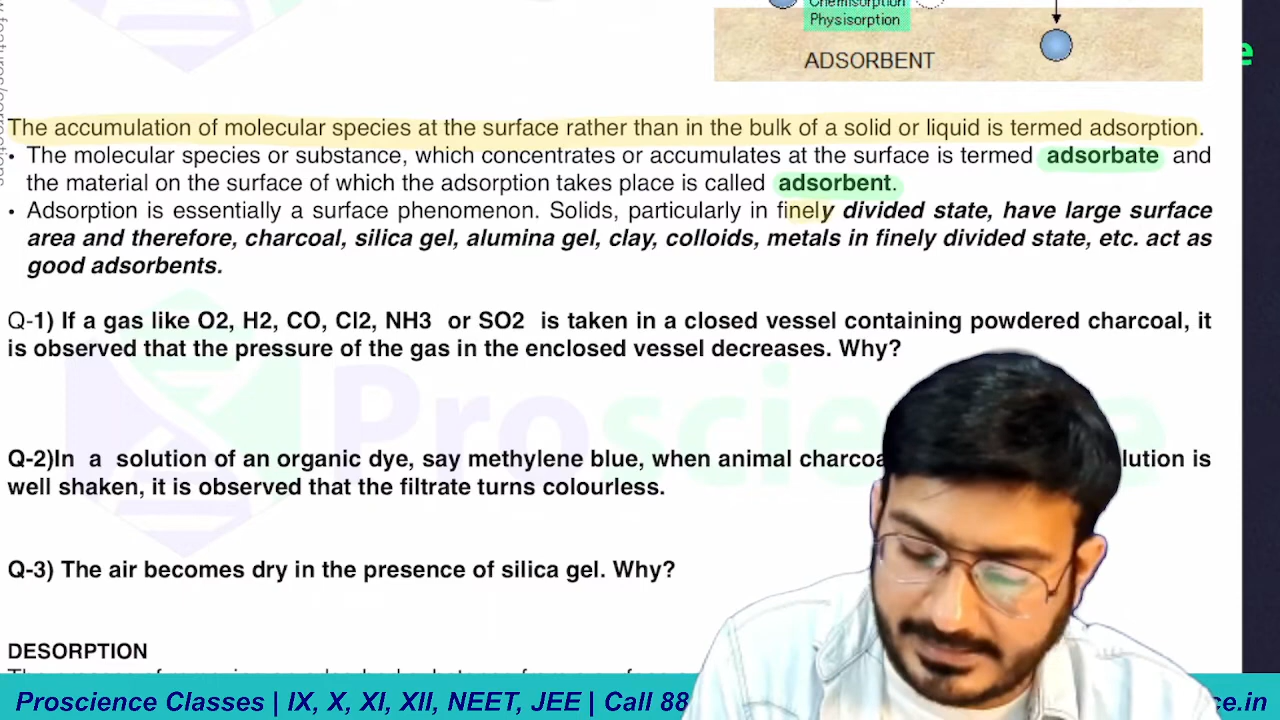 Chemisorption
Physisorption
ADSORBENT
The accumulation of molecular species at the surface rather than in the bulk of a solid or liquid is termed adsorption.
• The molecular species or substance, which concentrates or accumulates at the surface is termed adsorbate and
the material on the surface of which the adsorption takes place is called adsorbent.
• Adsorption is essentially a surface phenomenon. Solids, particularly in finely divided state, have large surface
area and therefore, charcoal, silica gel, alumina gel, clay, colloids, metals in finely divided state, etc. act as
good adsorbents.
Q-1) If a gas like O2, H2, CO, Cl2, NH3 or SO2 is taken in a closed vessel containing powdered charcoal, it
is observed that the pressure of the gas in the enclosed vessel decreases. Why?
Proscience
Q-2)In a solution of an organic dye, say methylene blue, when animal charcoa lution is
well shaken, it is observed that the filtrate turns colourless.
Q-3) The air becomes dry in the presence of silica gel. Why?
DESORPTION
Proscience Classes | IX, X, XI, XII, NEET, JEE | Call 88 ce.in